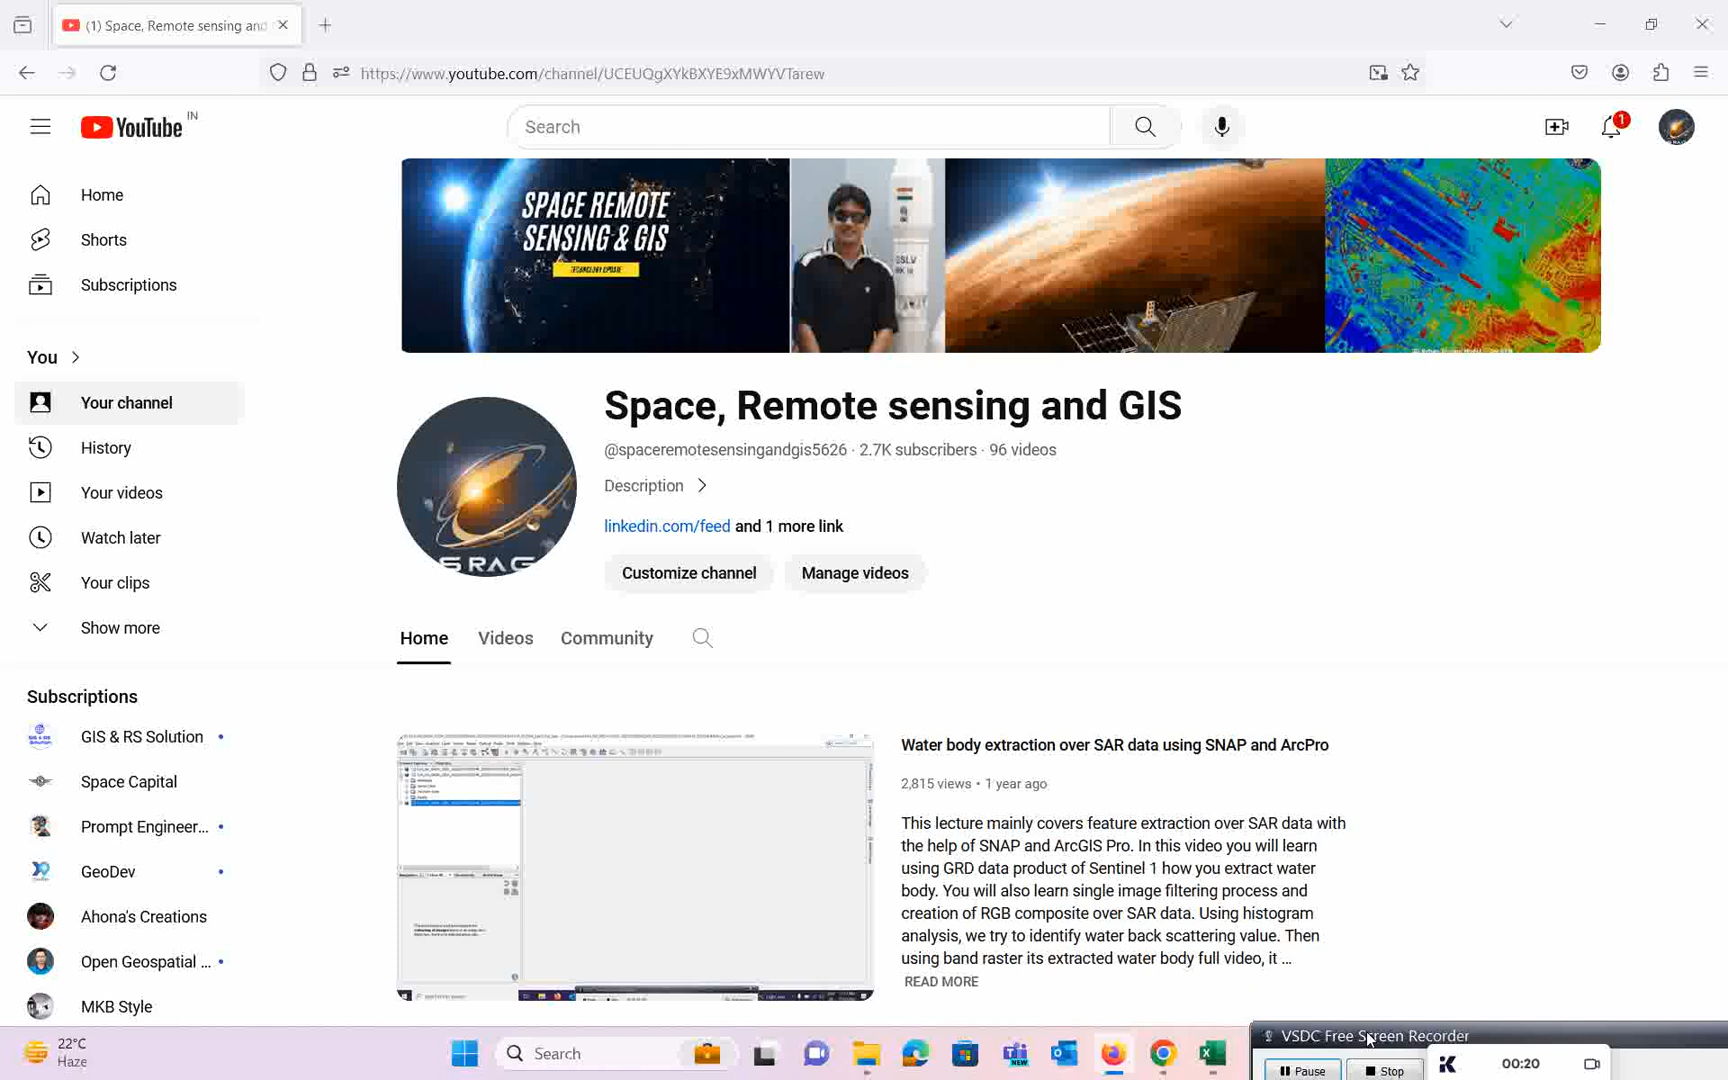 (1) Space, Remote sensing and
https://www.youtube.com/channel/UCEUQgXYkBXYE9xMWYVTarew
YouTube IN
Search
1
Home
Shorts
Subscriptions
You
Your channel
History
Your videos
Watch later
Your clips
Show more
Subscriptions
GIS & RS Solution
Space Capital
Prompt Engineer...
GeoDev
Ahona's Creations
Open Geospatial ...
MKB Style
SPACE REMOTE
SENSING & GIS
TECHNOLOGY UPDATE
GSLV
MK III
Space, Remote sensing and GIS
@spaceremotesensingandgis5626 · 2.7K subscribers · 96 videos
Description
linkedin.com/feed and 1 more link
SRAG
Customize channel
Manage videos
Home
Videos
Community
Water body extraction over SAR data using SNAP and ArcPro
2,815 views • 1 year ago
This lecture mainly covers feature extraction over SAR data with
the help of SNAP and ArcGIS Pro. In this video you will learn
using GRD data product of Sentinel 1 how you extract water
body. You will also learn single image filtering process and
creation of RGB composite over SAR data. Using histogram
analysis, we try to identify water back scattering value. Then
using band raster its extracted water body full video, it ...
READ MORE
22°C
Haze
Search
NEW
VSDC Free Screen Recorder
Pause
Stop
00:20